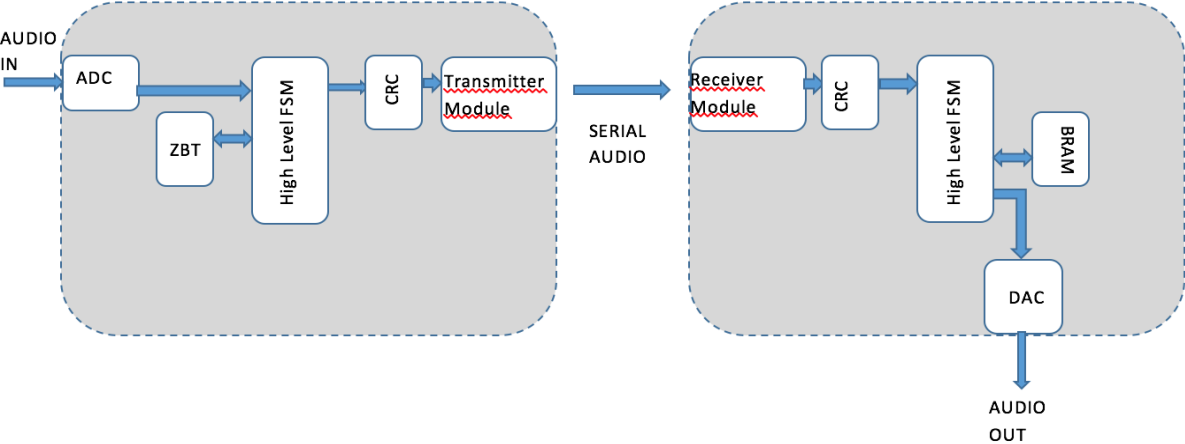 AUDIO
IN
ADC
ZBT
High Level FSM
CRC
Transmitter
Module
SERIAL
AUDIO
Receiver
Module
CRC
High Level FSM
BRAM
DAC
AUDIO
OUT